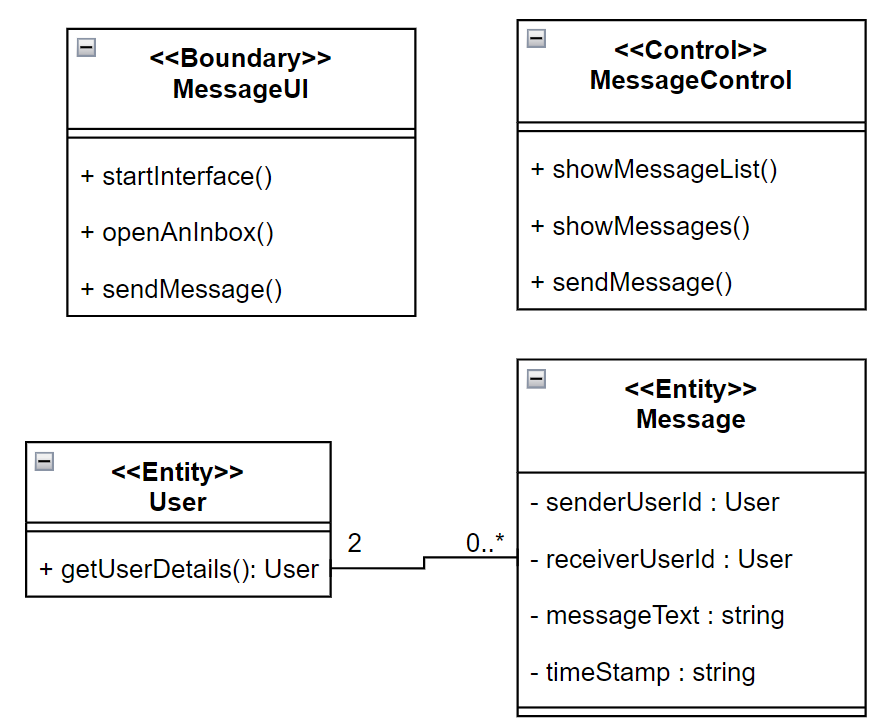 <<Boundary>>
MessageUI
+ startInterface()
+ openAnInbox()
+ sendMessage()
<<Control>>
MessageControl
+ showMessageList()
+ showMessages()
+ sendMessage()
<<Entity>>
User
+ getUserDetails(): User
2
0..*
<<Entity>>
Message
- senderUserId : User
- receiverUserId : User
- messageText : string
- timeStamp : string